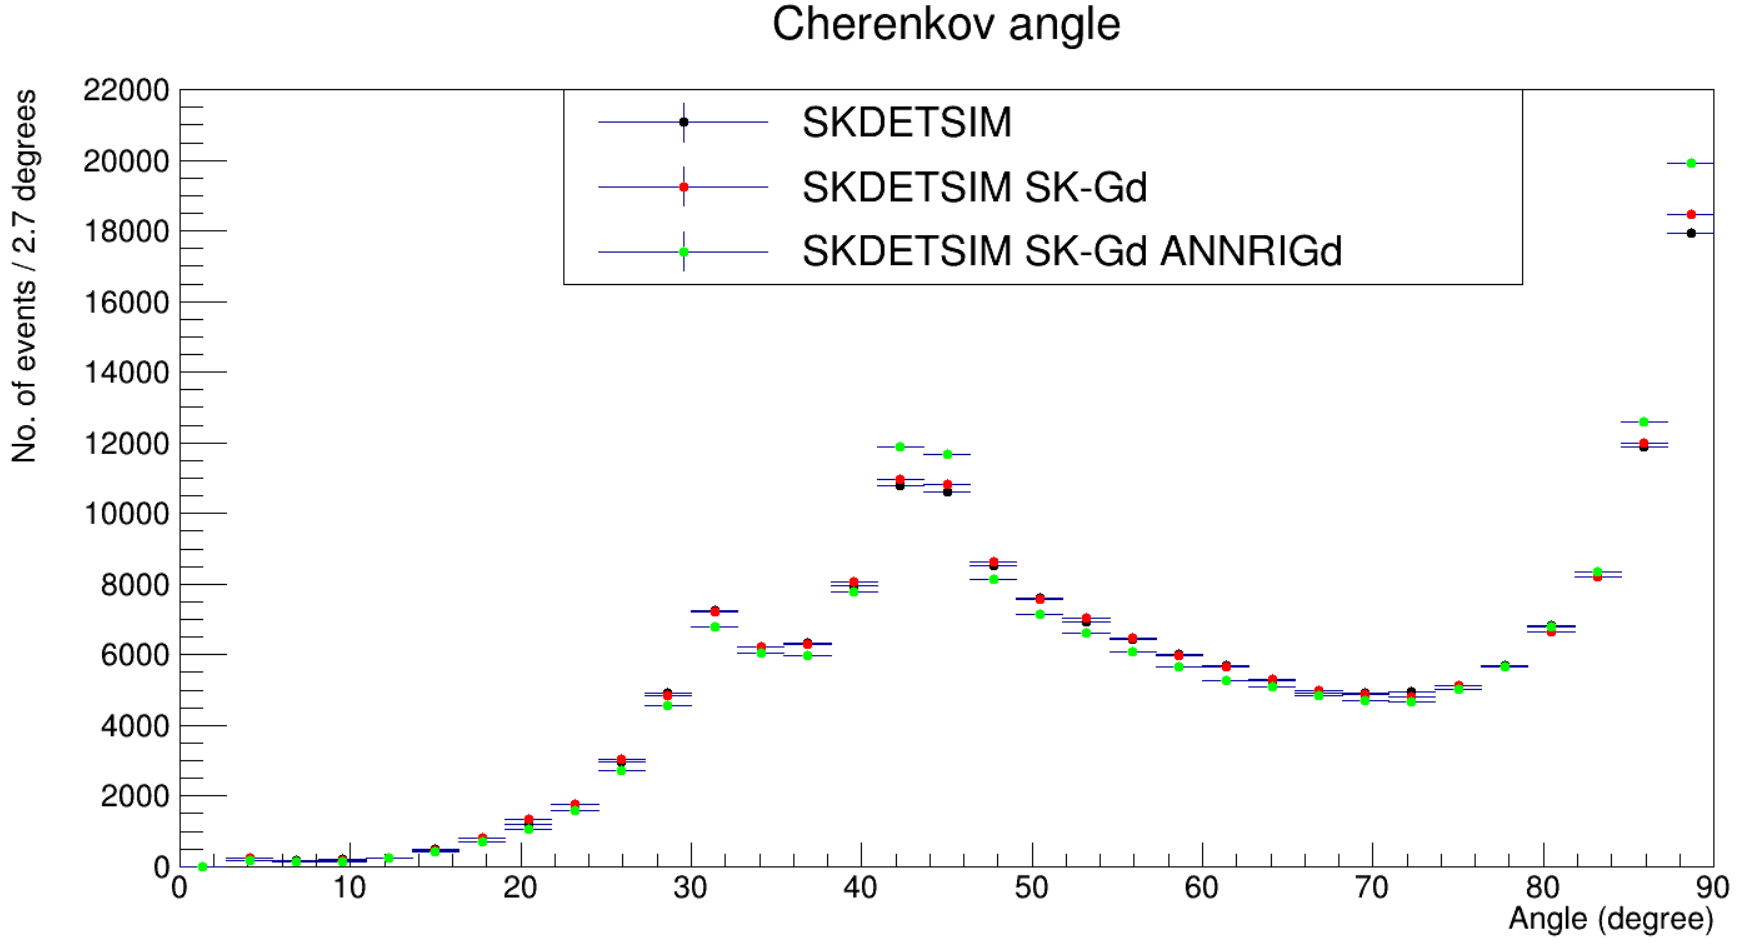 Cherenkov angle
No. of events / 2.7 degrees
22000
20000
18000
16000
14000
12000
10000
8000
6000
4000
2000
0
SKDETSIM
SKDETSIM SK-Gd
SKDETSIM SK-Gd ANNRIGd
0 10 20 30 40 50 60 70 80 90
Angle (degree)